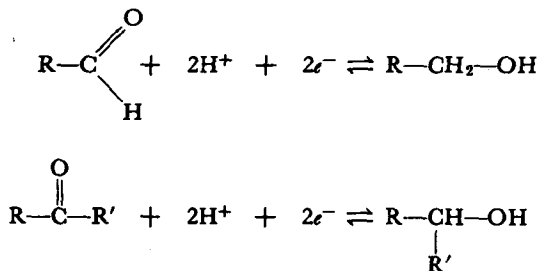 O
R—C + 2H⁺ + 2e⁻ ⇌ R—CH₂—OH
H
O
R—C—R′ + 2H⁺ + 2e⁻ ⇌ R—CH—OH
R′